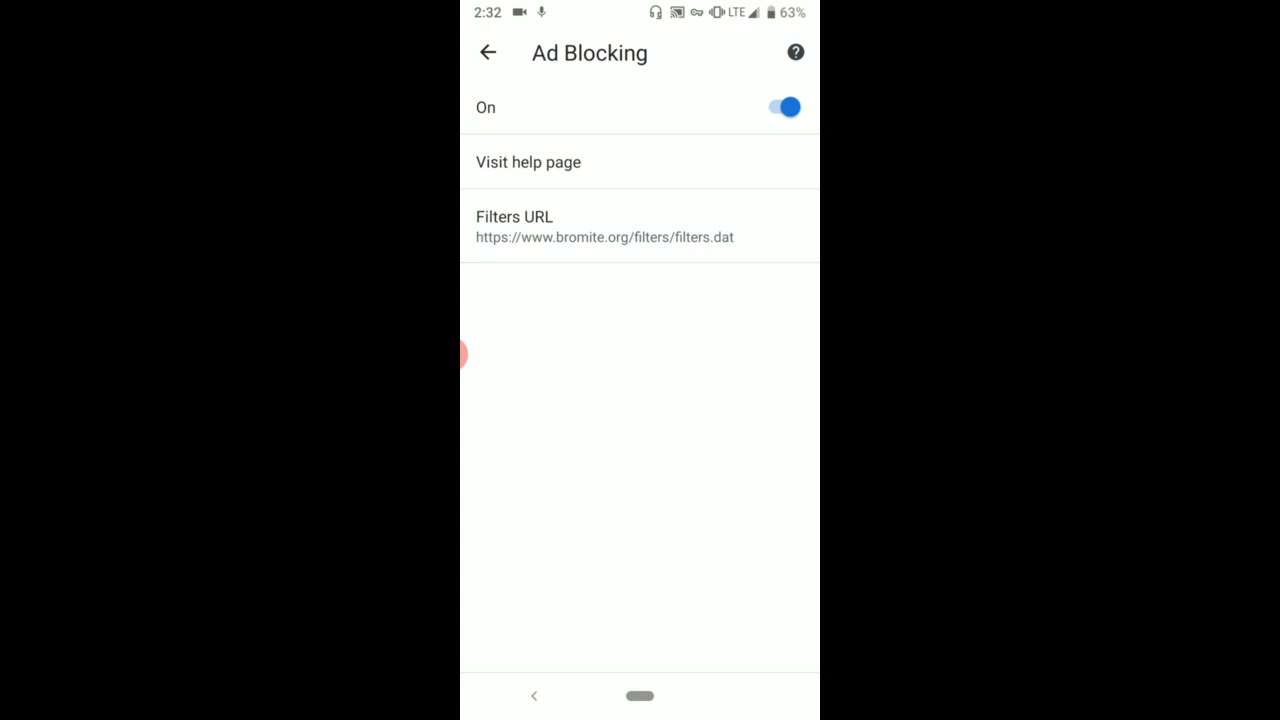 2:32 LTE 63%
Ad Blocking
On
Visit help page
Filters URL
https://www.bromite.org/filters/filters.dat